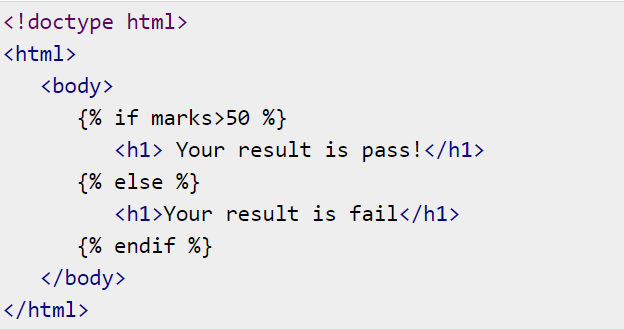 <!doctype html>
<html>
   <body>
      {% if marks>50 %}
         <h1> Your result is pass!</h1>
      {% else %}
         <h1>Your result is fail</h1>
      {% endif %}
   </body>
</html>